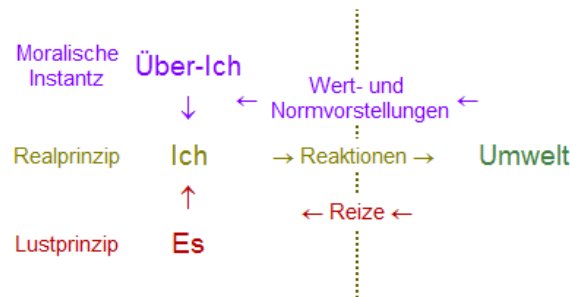 Moralische
Instantz
Über-Ich
← Wert- und
Normvorstellungen ←
↓
Realprinzip Ich → Reaktionen → Umwelt
↑
← Reize ←
Lustprinzip Es